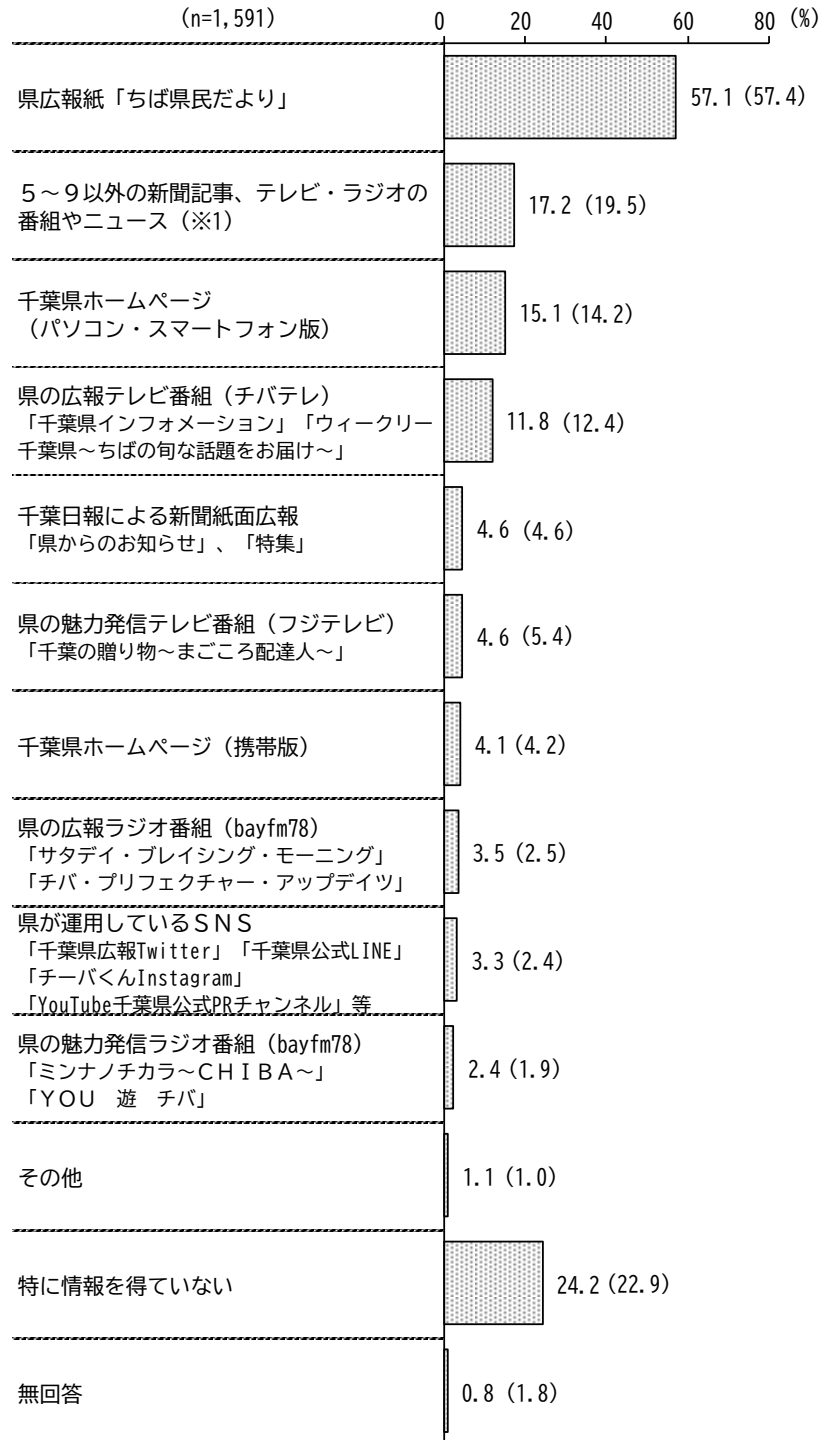 (n=1,591)
0 20 40 60 80 (%)
県広報紙「ちば県民だより」
57.1 (57.4)
５～９以外の新聞記事、テレビ・ラジオの
番組やニュース（※1）
17.2 (19.5)
千葉県ホームページ
（パソコン・スマートフォン版）
15.1 (14.2)
県の広報テレビ番組（チバテレ）
「千葉県インフォメーション」「ウィークリー
千葉県～ちばの旬な話題をお届け～」
11.8 (12.4)
千葉日報による新聞紙面広報
「県からのお知らせ」、「特集」
4.6 (4.6)
県の魅力発信テレビ番組（フジテレビ）
「千葉の贈り物～まごころ配達人～」
4.6 (5.4)
千葉県ホームページ（携帯版）
4.1 (4.2)
県の広報ラジオ番組（bayfm78）
「サタデイ・ブレイシング・モーニング」
「チバ・プリフェクチャー・アップデイツ」
3.5 (2.5)
県が運用しているＳＮＳ
「千葉県広報Twitter」「千葉県公式LINE」
「チーバくんInstagram」
「YouTube千葉県公式PRチャンネル」等
3.3 (2.4)
県の魅力発信ラジオ番組（bayfm78）
「ミンナノチカラ～ＣＨＩＢＡ～」
「ＹＯＵ　遊　チバ」
2.4 (1.9)
その他
1.1 (1.0)
特に情報を得ていない
24.2 (22.9)
無回答
0.8 (1.8)